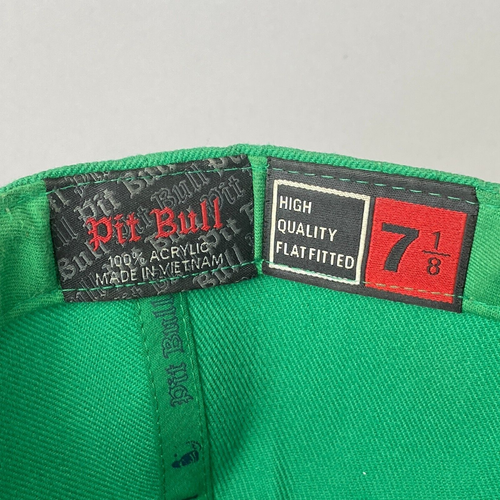 Pit Bull
100% ACRYLIC
MADE IN VIETNAM
HIGH
QUALITY
FLATFITTED
7 1/8
Pit Bull